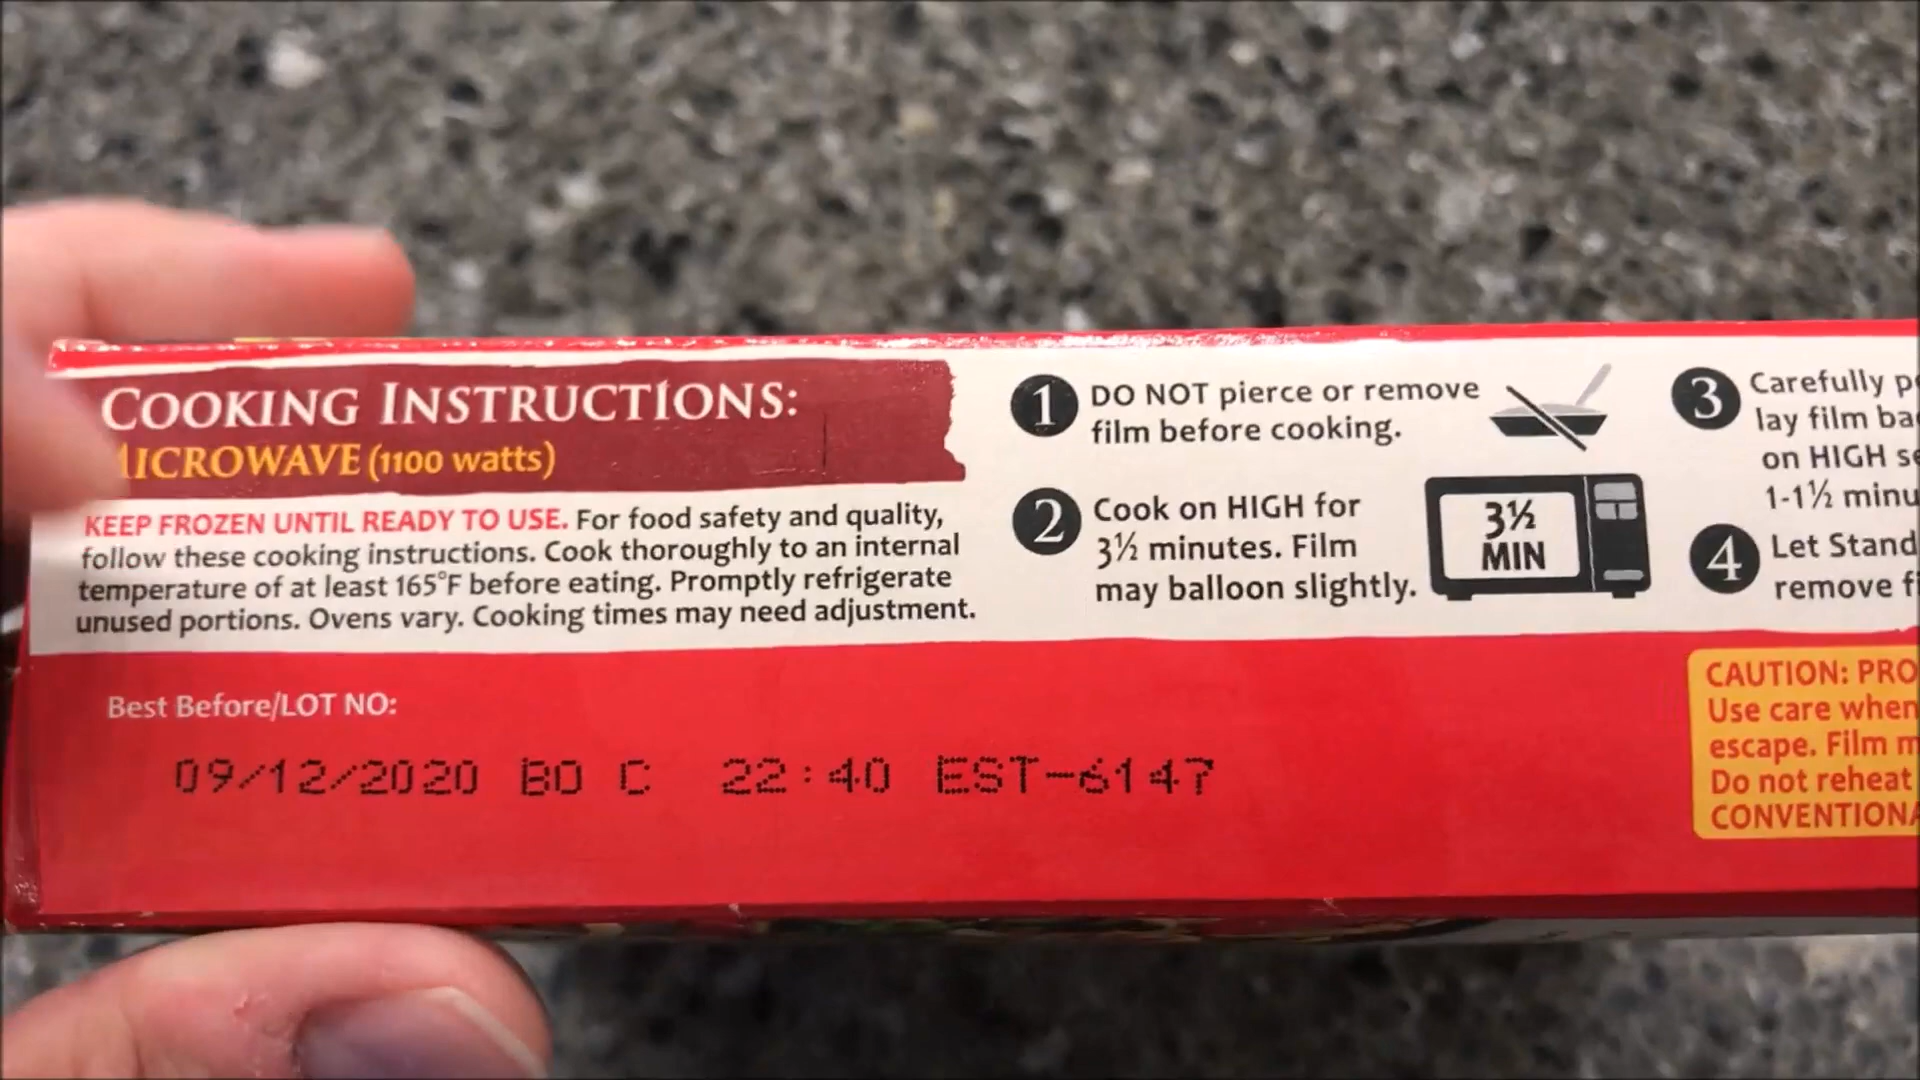 COOKING INSTRUCTIONS:
MICROWAVE (1100 watts)
KEEP FROZEN UNTIL READY TO USE. For food safety and quality,
follow these cooking instructions. Cook thoroughly to an internal
temperature of at least 165°F before eating. Promptly refrigerate
unused portions. Ovens vary. Cooking times may need adjustment.
1 DO NOT pierce or remove
film before cooking.
2 Cook on HIGH for
3½ minutes. Film
may balloon slightly.
3½
MIN
3 Carefully
lay film
on HIGH
1-1½
4 Let Stand
remove
Best Before/LOT NO:
09/12/2020 BO C 22:40 EST-6147
CAUTION:
Use care when
escape. Film
Do not reheat